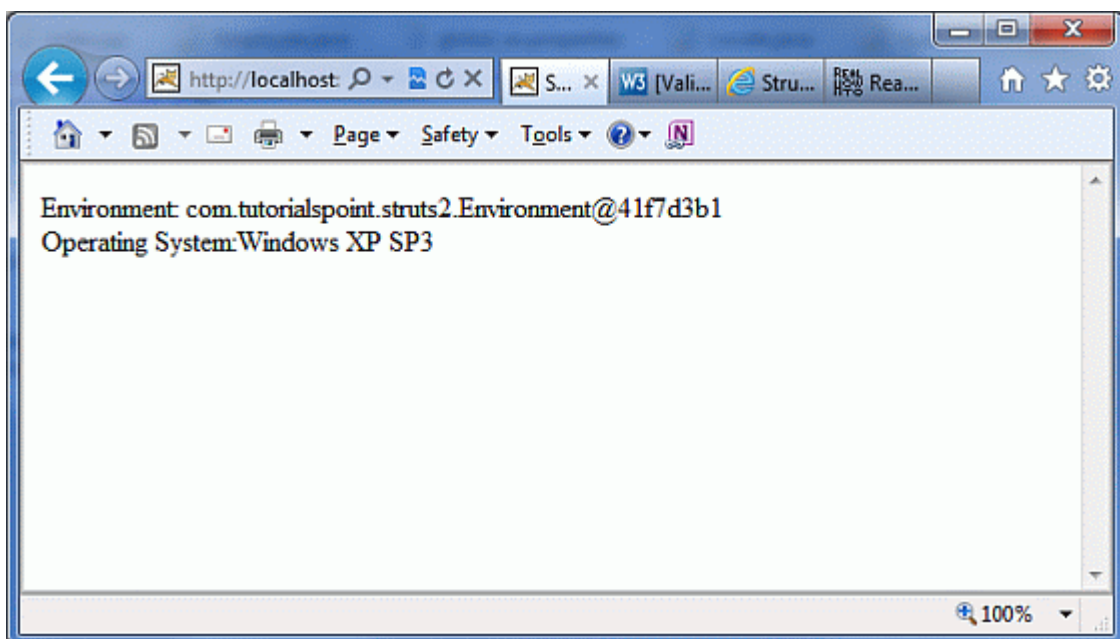 http://localhost:
S...
W3 [Vali...
Stru...
Rea...
Page
Safety
Tools
Environment: com.tutorialspoint.struts2.Environment@41f7d3b1
Operating System:Windows XP SP3
100%